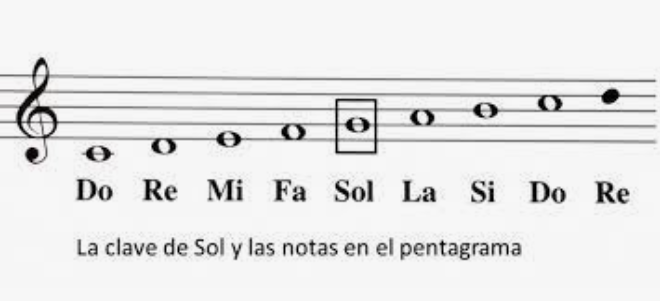 Do Re Mi Fa Sol La Si Do Re
La clave de Sol y las notas en el pentagrama